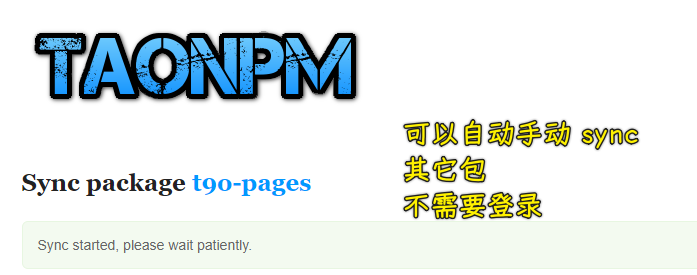 TAONPM
可以自动手动 sync
其它包
不需要登录
Sync package t90-pages
Sync started, please wait patiently.